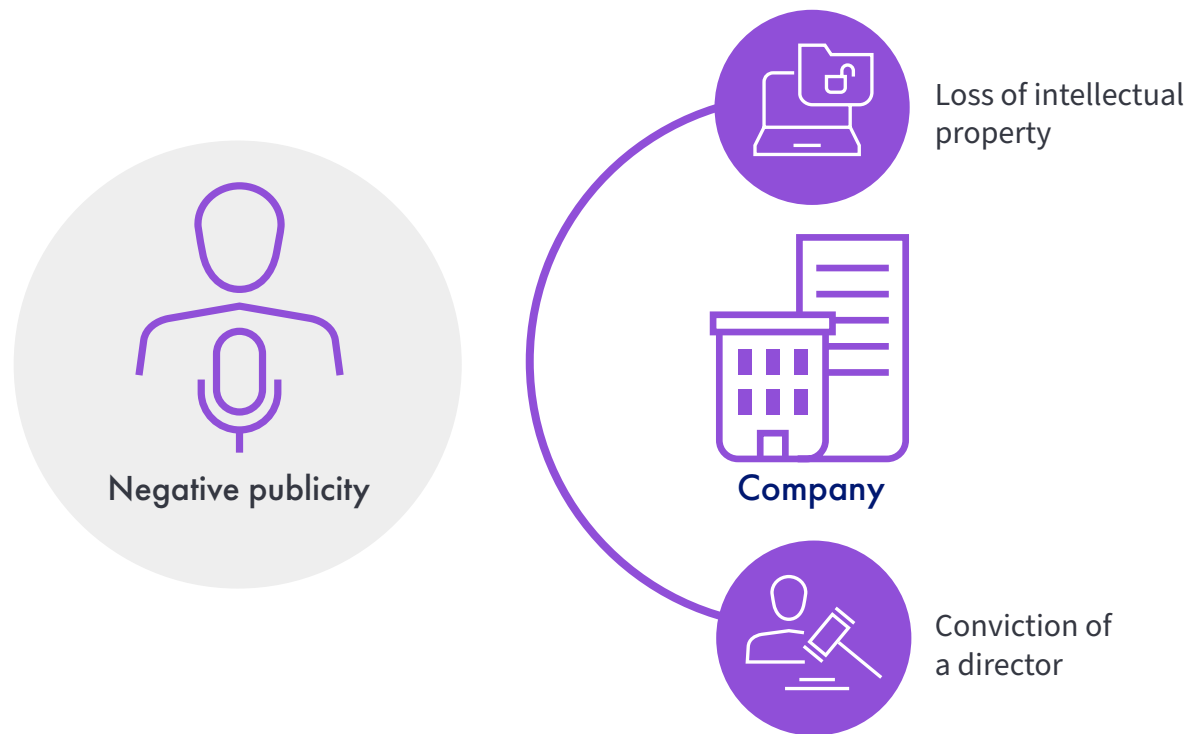 Loss of intellectual
property
Negative publicity
Company
Conviction of
a director